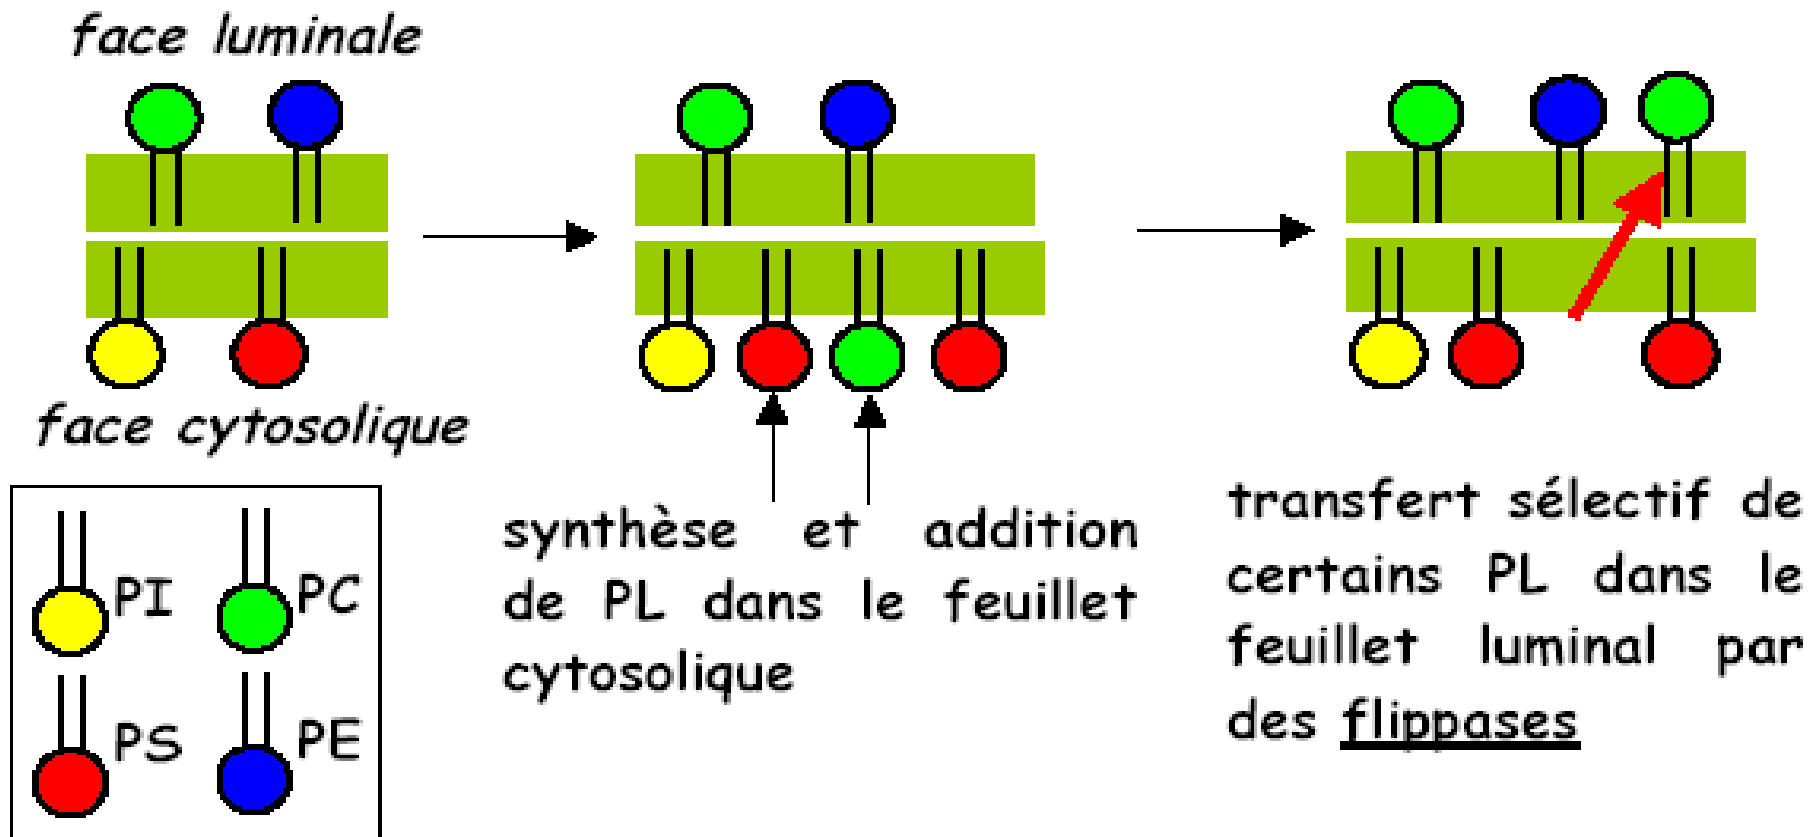 face luminale
face cytosolique
PI
PC
PS
PE
synthèse et addition
de PL dans le feuillet
cytosolique
transfert sélectif de
certains PL dans le
feuillet luminal par
des flippases